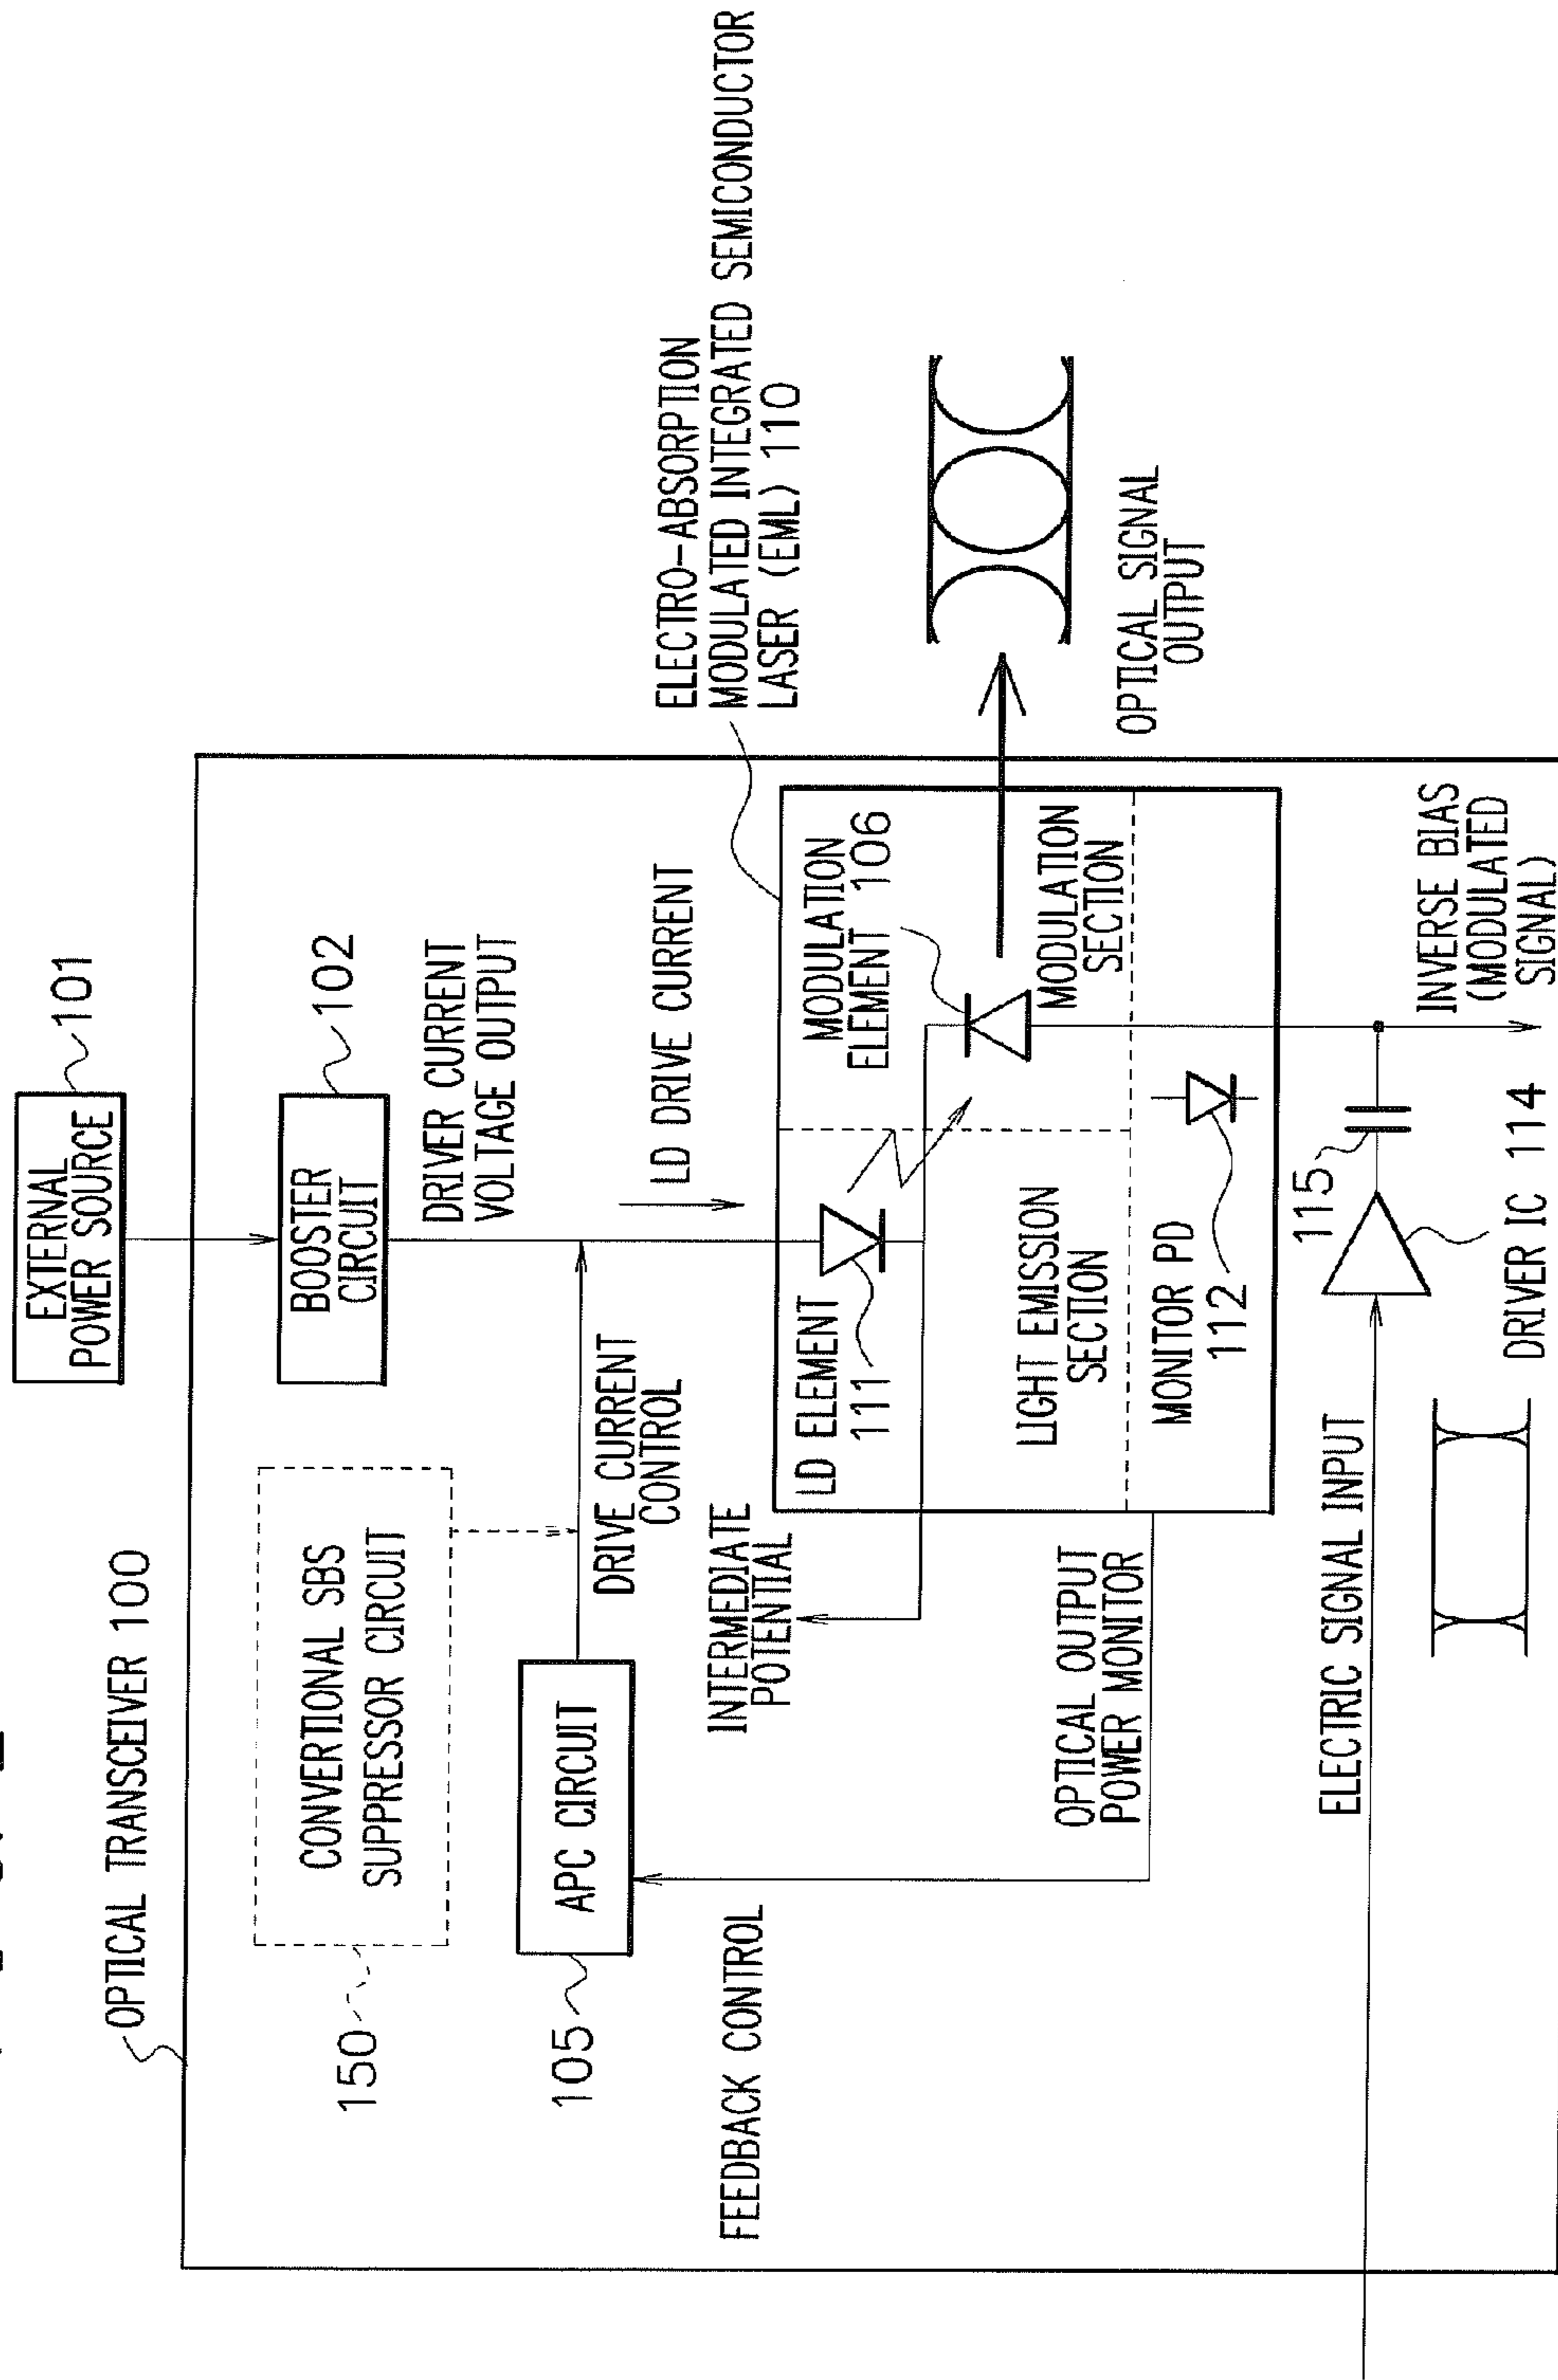 OPTICAL TRANSCEIVER 100
EXTERNAL
POWER SOURCE
101
BOOSTER
CIRCUIT
102
CONVERTIONAL SBS
SUPPRESSOR CIRCUIT
150
DRIVER CURRENT
VOLTAGE OUTPUT
APC CIRCUIT
105
DRIVE CURRENT
CONTROL
LD DRIVE CURRENT
ELECTRO-ABSORPTION
MODULATED INTEGRATED SEMICONDUCTOR
LASER (EML) 110
FEEDBACK CONTROL
INTERMEDIATE
POTENTIAL
LD ELEMENT
111
MODULATION
ELEMENT 106
LIGHT EMISSION
SECTION
MODULATION
SECTION
OPTICAL OUTPUT
POWER MONITOR
MONITOR PD
112
OPTICAL SIGNAL
OUTPUT
ELECTRIC SIGNAL INPUT
115
DRIVER IC 114
INVERSE BIAS
(MODULATED
SIGNAL)